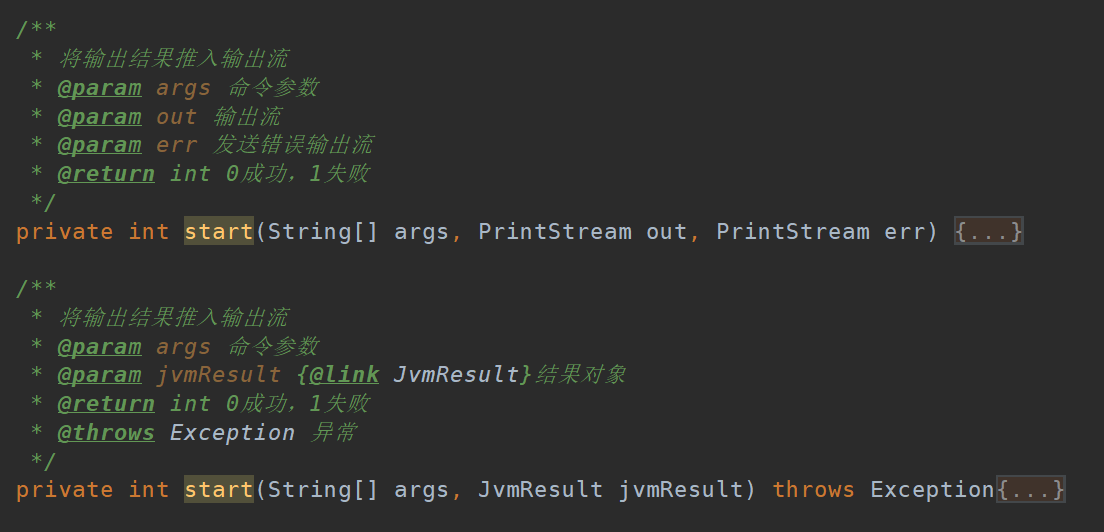 /**
 * 将输出结果推入输出流
 * @param args 命令参数
 * @param out 输出流
 * @param err 发送错误输出流
 * @return int 0成功，1失败
 */
private int start(String[] args, PrintStream out, PrintStream err) {...}
/**
 * 将输出结果推入输出流
 * @param args 命令参数
 * @param jvmResult {@link JvmResult}结果对象
 * @return int 0成功，1失败
 * @throws Exception 异常
 */
private int start(String[] args, JvmResult jvmResult) throws Exception{...}